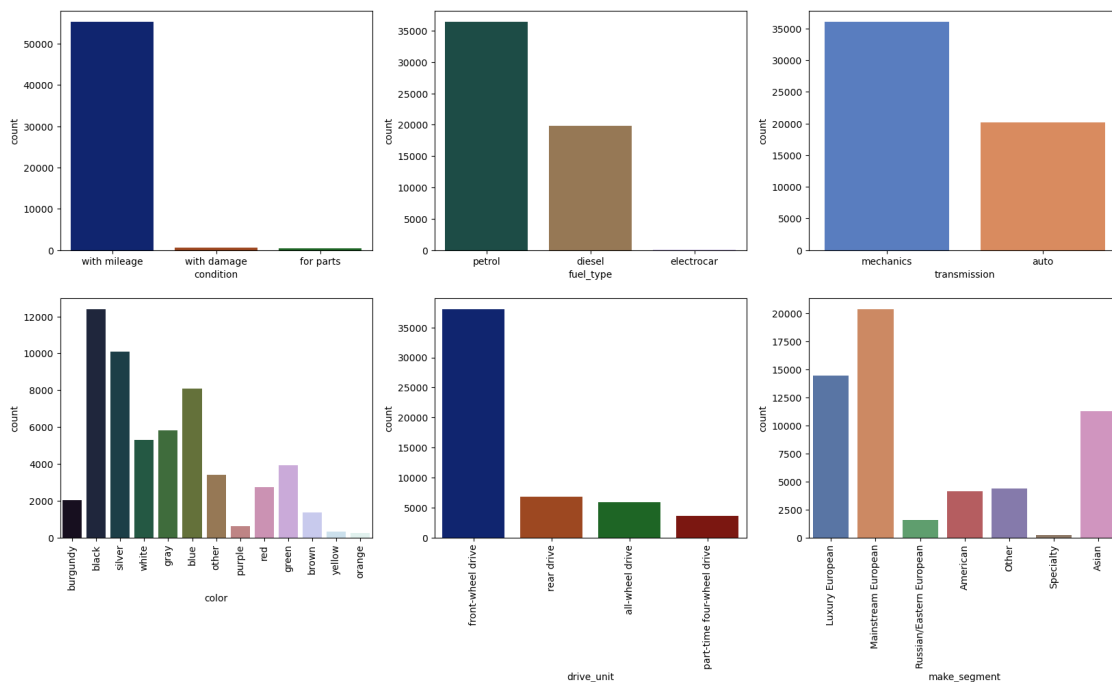 50000
40000
30000
20000
10000
0
count
with mileage
with damage
for parts
condition
35000
30000
25000
20000
15000
10000
5000
0
count
petrol
diesel
electrocar
fuel_type
35000
30000
25000
20000
15000
10000
5000
0
count
mechanics
auto
transmission
12000
10000
8000
6000
4000
2000
0
count
burgundy
black
silver
white
gray
blue
other
purple
red
green
brown
yellow
orange
color
35000
30000
25000
20000
15000
10000
5000
0
count
front-wheel drive
rear drive
all-wheel drive
part-time four-wheel drive
drive_unit
20000
17500
15000
12500
10000
7500
5000
2500
0
count
Luxury European
Mainstream European
Russian/Eastern European
American
Other
Specialty
Asian
make_segment